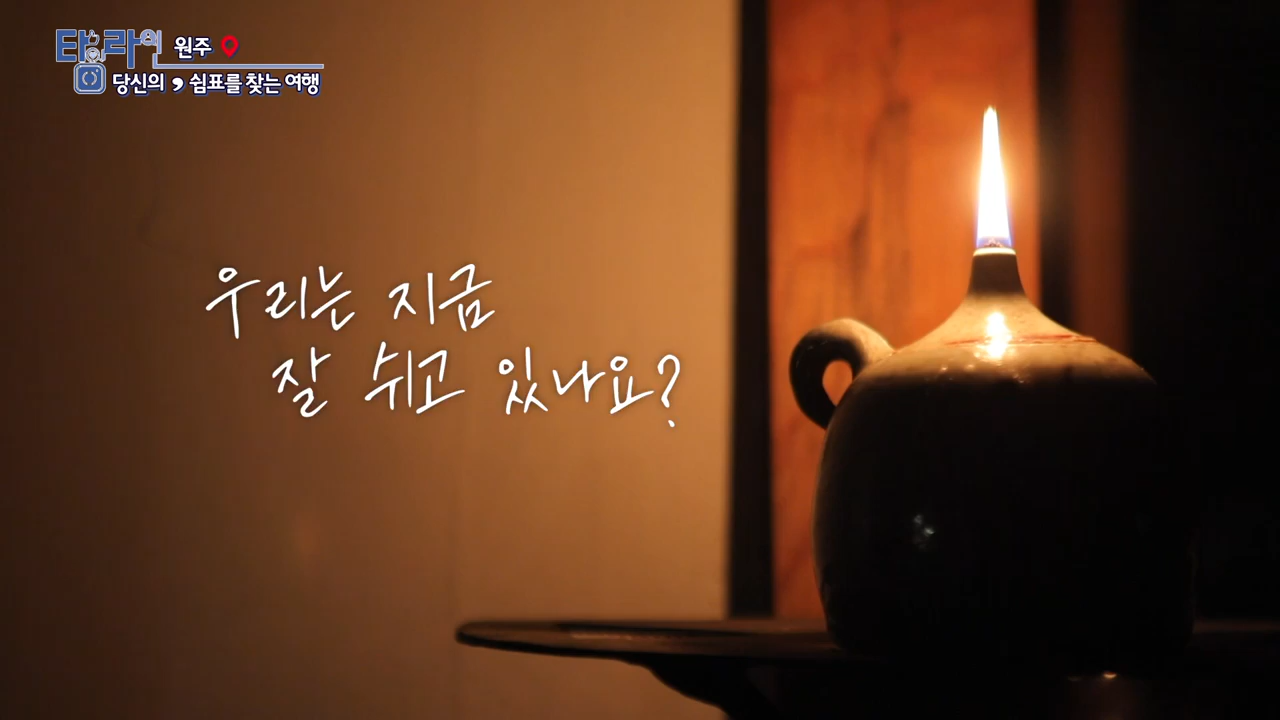 원주
당신의 , 쉼표를 찾는 여행
우리는 지금
잘 쉬고 있나요?